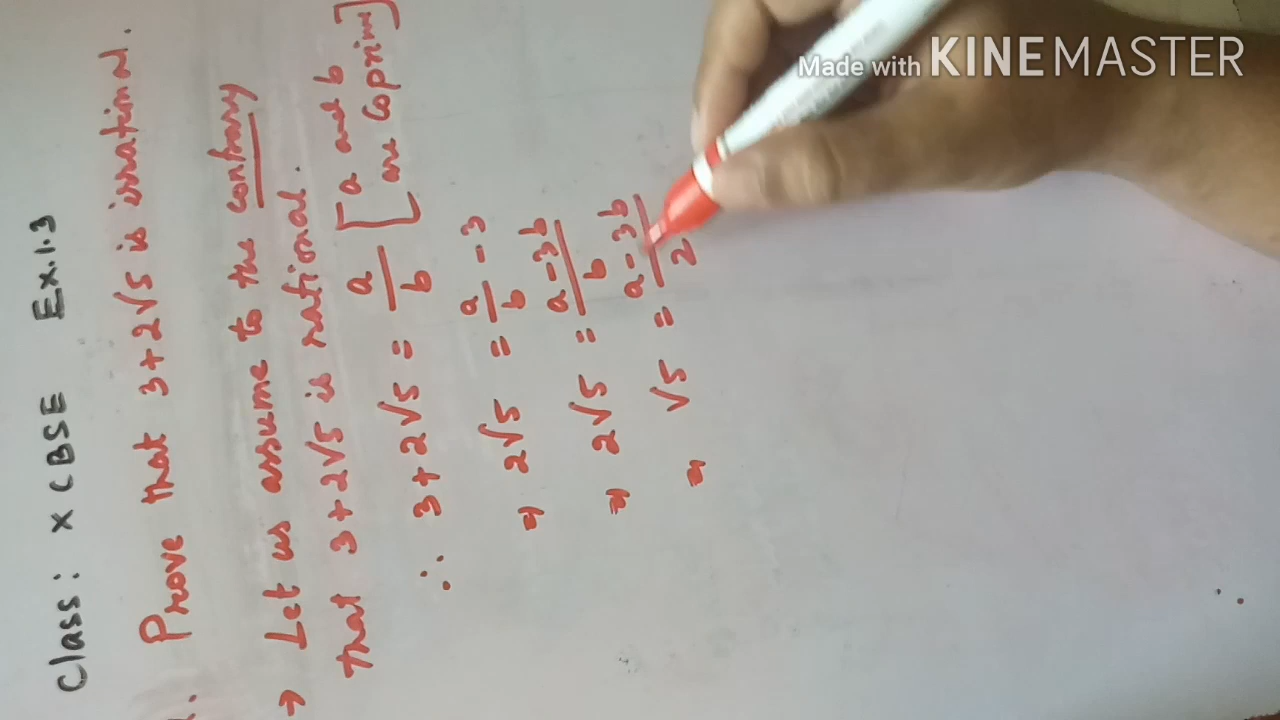 Class: X CBSE Ex.1.3
Prove that 3+2√5 is irrational.
→ Let us assume to the contrary
that 3+2√5 is rational.
∴ 3+2√5 = a/b [a and b are coprime]
⇒ 2√5 = a/b - 3
⇒ 2√5 = a-3b/b
⇒ √5 = a-3b/2
Made with KINEMASTER